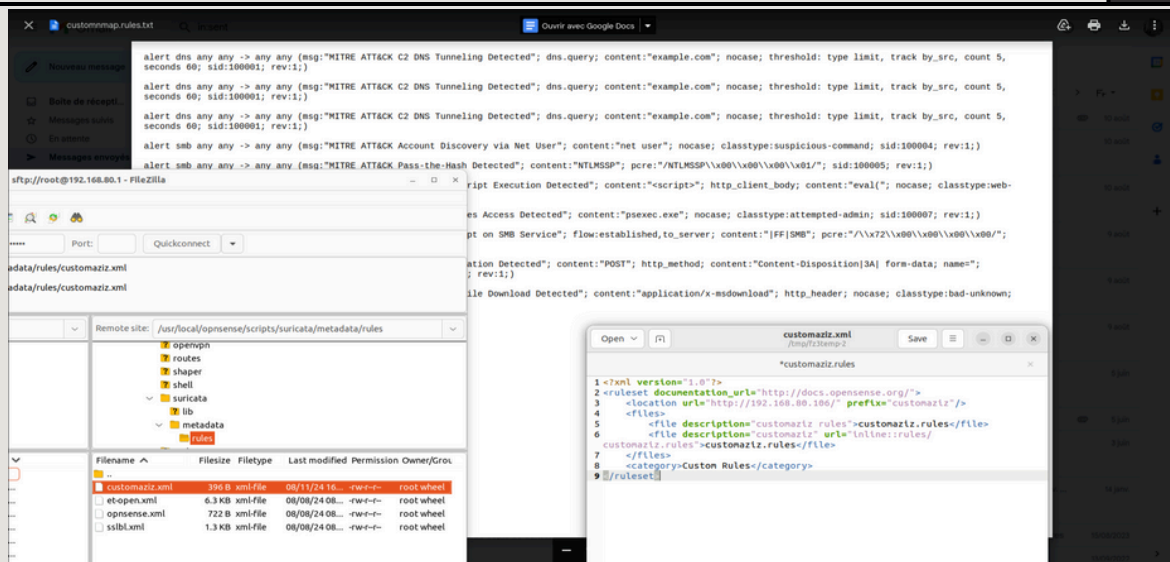 customnmap.rules.txt
Ouvrir avec Google Docs
Nouveau message
Boîte de récepti...
Messages suivis
En attente
Messages envoyés
alert dns any any -> any any (msg:"MITRE ATT&CK C2 DNS Tunneling Detected"; dns.query; content:"example.com"; nocase; threshold: type limit, track by_src, count 5,
seconds 60; sid:100001; rev:1;)
alert dns any any -> any any (msg:"MITRE ATT&CK C2 DNS Tunneling Detected"; dns.query; content:"example.com"; nocase; threshold: type limit, track by_src, count 5,
seconds 60; sid:100001; rev:1;)
alert dns any any -> any any (msg:"MITRE ATT&CK C2 DNS Tunneling Detected"; dns.query; content:"example.com"; nocase; threshold: type limit, track by_src, count 5,
seconds 60; sid:100001; rev:1;)
alert smb any any -> any any (msg:"MITRE ATT&CK Account Discovery via Net User"; content:"net user"; nocase; classtype:suspicious-command; sid:100004; rev:1;)
alert smb any any -> any any (msg:"MITRE ATT&CK Pass-the-Hash Detected"; content:"NTLMSSP"; pcre:"/NTLMSSP\\x00\\x00\\x00\\x01/"; sid:100005; rev:1;)
ript Execution Detected"; content:"<script>"; http_client_body; content:"eval("; nocase; classtype:web-
es Access Detected"; content:"psexec.exe"; nocase; classtype:attempted-admin; sid:100007; rev:1;)
pt on SMB Service"; flow:established,to_server; content:"|FF|SMB"; pcre:"/\\x72\\x00\\x00\\x00\\x00/";
ation Detected"; content:"POST"; http_method; content:"Content-Disposition|3A| form-data; name=";
; rev:1;)
ile Download Detected"; content:"application/x-msdownload"; http_header; nocase; classtype:bad-unknown;
sftp://root@192.168.80.1 - FileZilla
Port:
Quickconnect
adata/rules/customaziz.xml
adata/rules/customaziz.xml
Remote site: /usr/local/opnsense/scripts/suricata/metadata/rules
openvpn
routes
shaper
shell
suricata
lib
metadata
rules
Filename Filesize Filetype Last modified Permission Owner/Grou
..
customaziz.xml 396 B xml-file 08/11/24 16... -rw-r--r-- root wheel
et-open.xml 6.3 KB xml-file 08/08/24 08... -rw-r--r-- root wheel
opnsense.xml 722 B xml-file 08/08/24 08... -rw-r--r-- root wheel
sslbl.xml 1.3 KB xml-file 08/08/24 08... -rw-r--r-- root wheel
Open customaziz.xml Save
/tmp/fz3temp-2
*customaziz.rules
1 <?xml version="1.0"?>
2 <ruleset documentation_url="http://docs.opensense.org/">
3 <location url="http://192.168.80.106/" prefix="customaziz"/>
4 <files>
5 <file description="customaziz rules">customaziz.rules</file>
6 <file description="customaziz" url="inline::rules/
customaziz.rules">customaziz.rules</file>
7 </files>
8 <category>Custom Rules</category>
9 </ruleset>